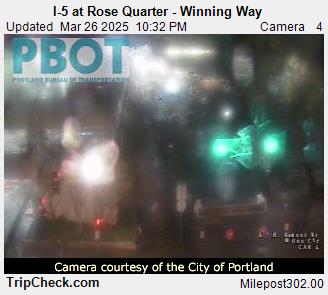 I-5 at Rose Quarter - Winning Way
Updated Mar 26 2025 10:32 PM Camera 4
PBOT
PORTLAND BUREAU OF TRANSPORTATION
Camera courtesy of the City of Portland
TripCheck.com Milepost302.00